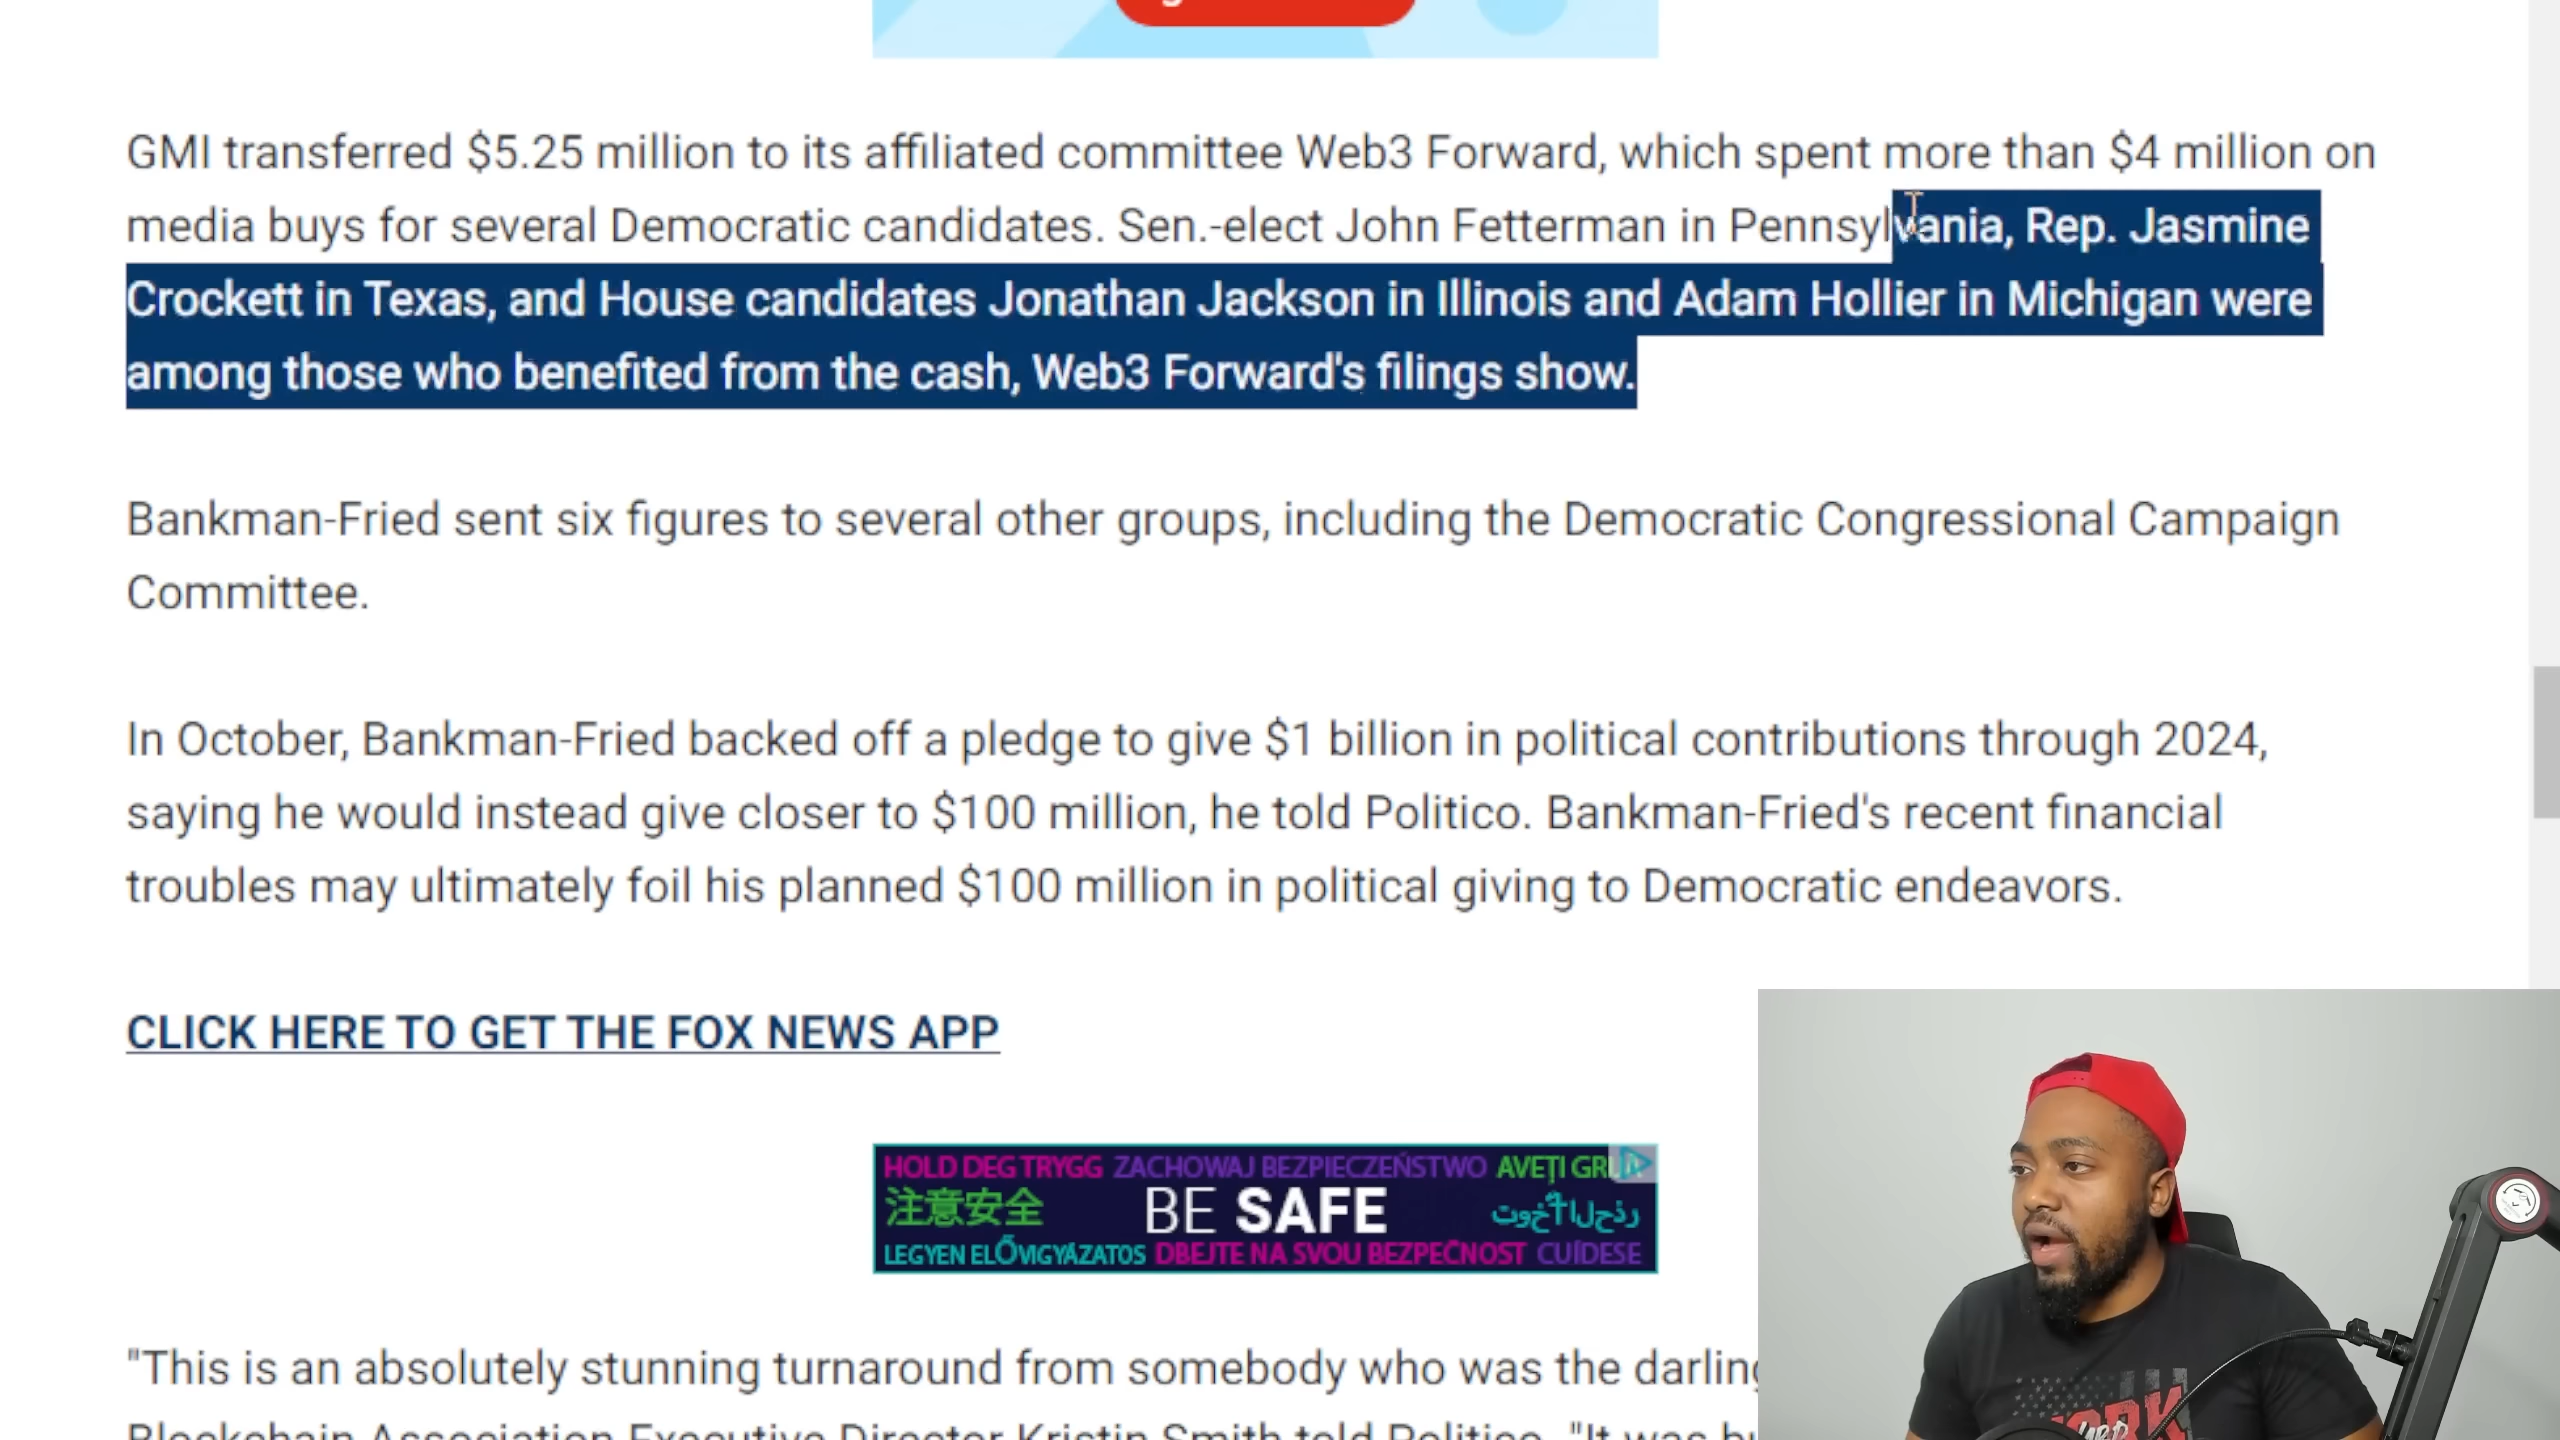 GMI transferred $5.25 million to its affiliated committee Web3 Forward, which spent more than $4 million on
media buys for several Democratic candidates. Sen.-elect John Fetterman in Pennsylvania, Rep. Jasmine
Crockett in Texas, and House candidates Jonathan Jackson in Illinois and Adam Hollier in Michigan were
among those who benefited from the cash, Web3 Forward's filings show.
Bankman-Fried sent six figures to several other groups, including the Democratic Congressional Campaign
Committee.
In October, Bankman-Fried backed off a pledge to give $1 billion in political contributions through 2024,
saying he would instead give closer to $100 million, he told Politico. Bankman-Fried's recent financial
troubles may ultimately foil his planned $100 million in political giving to Democratic endeavors.
CLICK HERE TO GET THE FOX NEWS APP
HOLD DEG TRYGG ZACHOWAJ BEZPIECZEŃSTWO AVEȚI
注意安全 BE SAFE
LEGYEN ELŐVIGYÁZATOS DBEJTE NA SVOU BEZPEČNOST CUÍDESE
"This is an absolutely stunning turnaround from somebody who was the darling
Blockchain Association Executive Director Kristin Smith told Politico. "It was